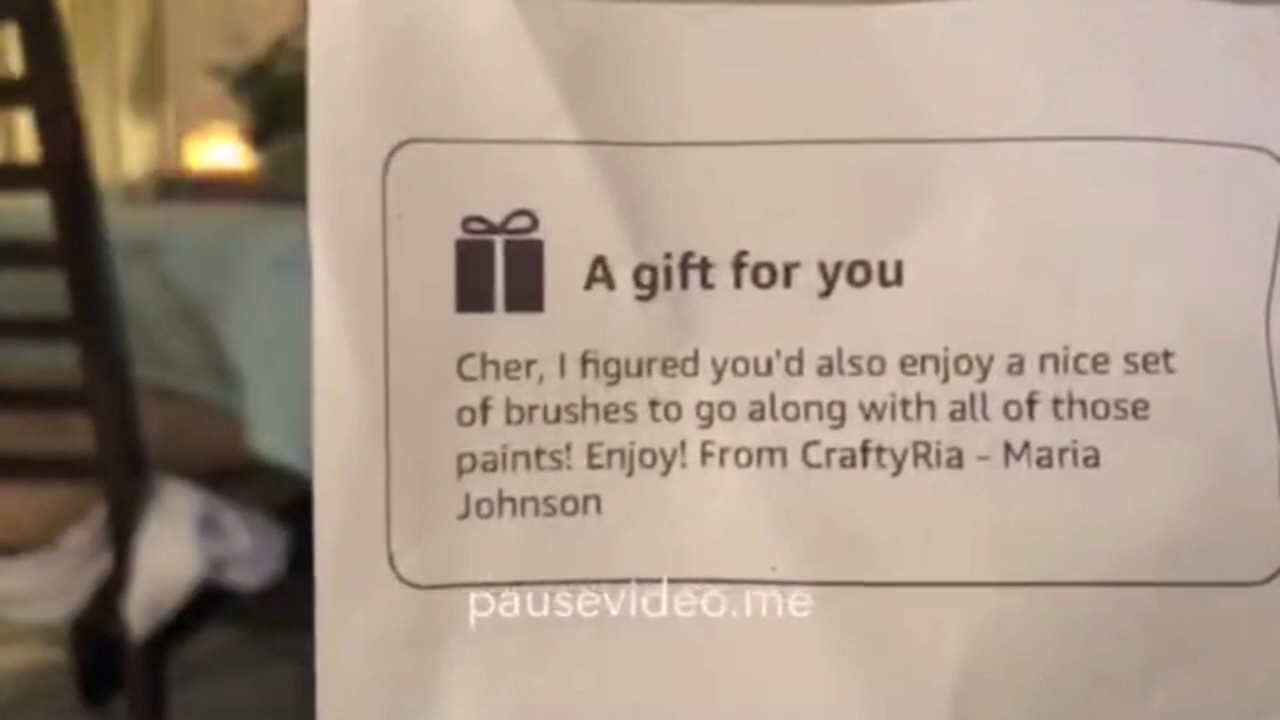 A gift for you
Cher, I figured you'd also enjoy a nice set
of brushes to go along with all of those
paints! Enjoy! From CraftyRia - Maria
Johnson
pausevideo.me